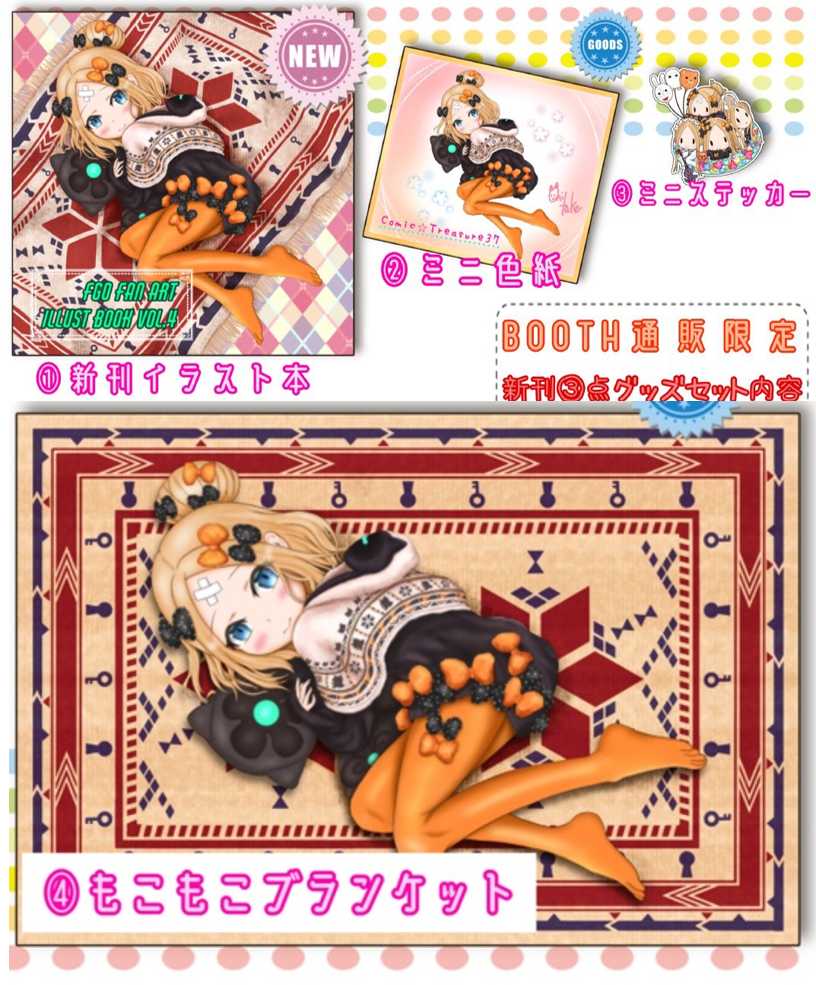 NEW
GOODS
FGO FAN ART
ILLUST BOOK VOL.4
①新刊イラスト本
Comic☆Treasure37
②ミニ色紙
③ミニステッカー
BOOTH通販限定
新刊③点グッズセット内容
④もこもこブランケット